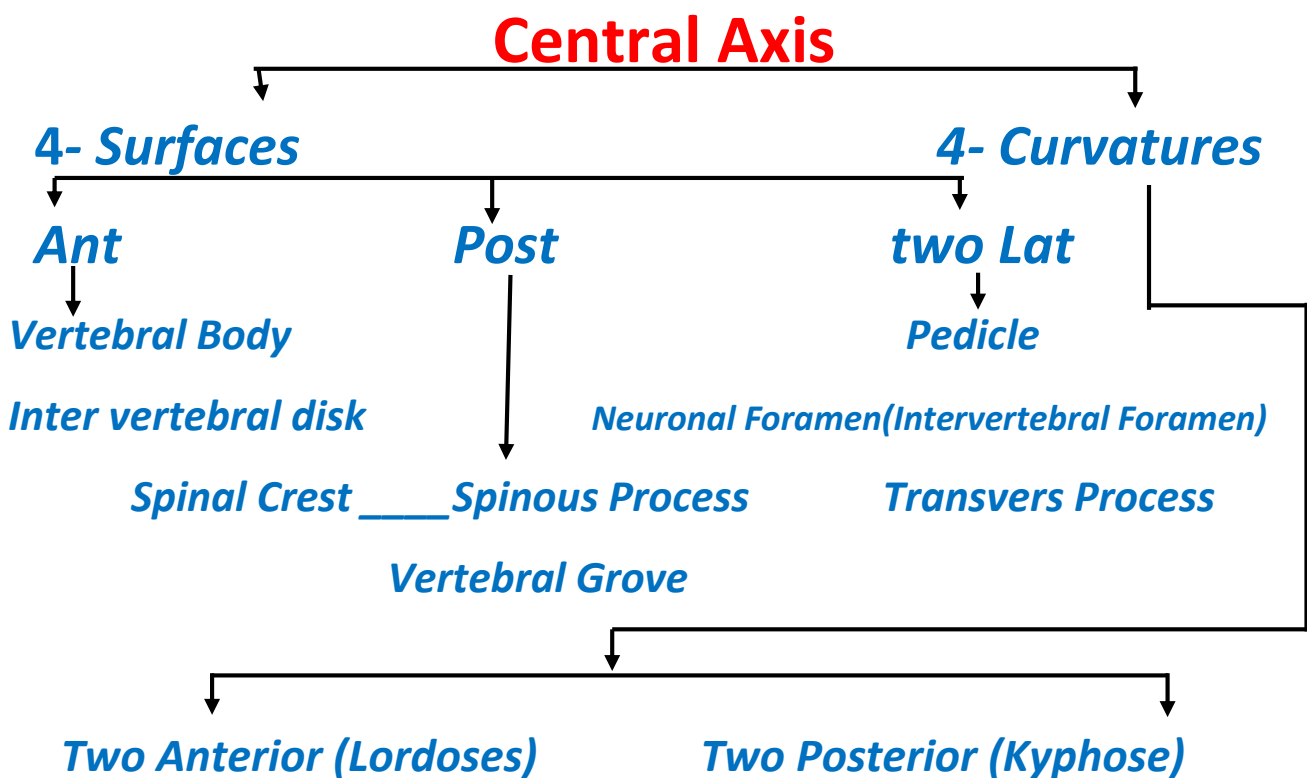 Central Axis
4- Surfaces 4- Curvatures
Ant Post two Lat
Vertebral Body Pedicle
Inter vertebral disk Neuronal Foramen(Intervertebral Foramen)
Spinal Crest ____Spinous Process Transvers Process
Vertebral Grove
Two Anterior (Lordoses) Two Posterior (Kyphose)